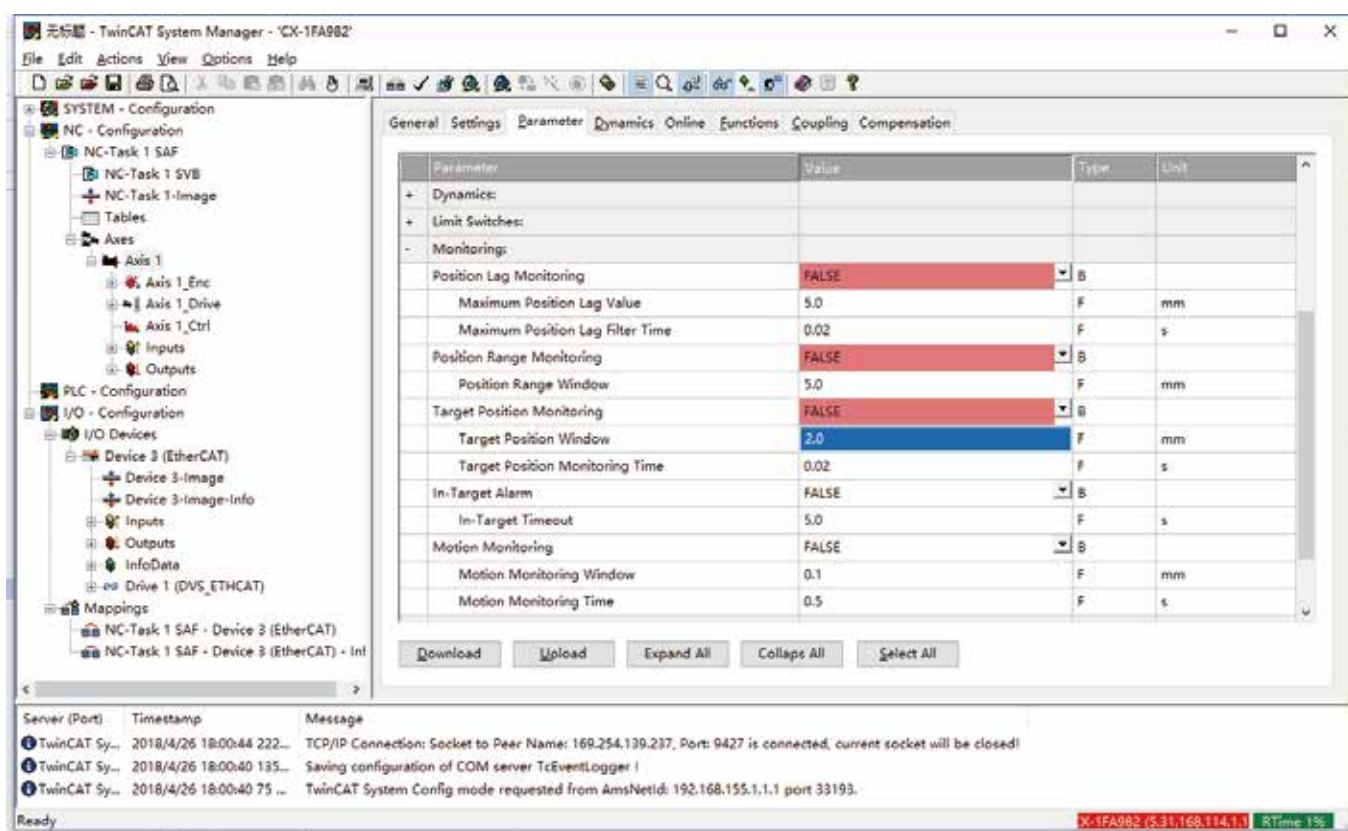 无标题 - TwinCAT System Manager - 'CX-1FA982'
File Edit Actions View Options Help
SYSTEM - Configuration
NC - Configuration
NC-Task 1 SAF
NC-Task 1 SVB
NC-Task 1-Image
Tables
Axes
Axis 1
Axis 1_Enc
Axis 1_Drive
Axis 1_Ctrl
Inputs
Outputs
PLC - Configuration
I/O - Configuration
I/O Devices
Device 3 (EtherCAT)
Device 3-Image
Device 3-Image-Info
Inputs
Outputs
InfoData
Drive 1 (DVS_ETHCAT)
Mappings
NC-Task 1 SAF - Device 3 (EtherCAT)
NC-Task 1 SAF - Device 3 (EtherCAT) - Inf
General Settings Parameter Dynamics Online Functions Coupling Compensation
Parameter Value Type Unit
+ Dynamics:
+ Limit Switches:
- Monitoring:
Position Lag Monitoring FALSE B
Maximum Position Lag Value 5.0 F mm
Maximum Position Lag Filter Time 0.02 F s
Position Range Monitoring FALSE B
Position Range Window 5.0 F mm
Target Position Monitoring FALSE B
Target Position Window 2.0 F mm
Target Position Monitoring Time 0.02 F s
In-Target Alarm FALSE B
In-Target Timeout 5.0 F s
Motion Monitoring FALSE B
Motion Monitoring Window 0.1 F mm
Motion Monitoring Time 0.5 F s
Download Upload Expand All Collaps All Select All
Server (Port) Timestamp Message
TwinCAT Sy... 2018/4/26 18:00:44 222... TCP/IP Connection: Socket to Peer Name: 169.254.139.237, Port: 9427 is connected, current socket will be closed!
TwinCAT Sy... 2018/4/26 18:00:40 135... Saving configuration of COM server TcEventLogger !
TwinCAT Sy... 2018/4/26 18:00:40 75 ... TwinCAT System Config mode requested from AmsNetId: 192.168.155.1.1.1 port 33193.
Ready X-1FA982 (5.31.168.114.1.1 RTime 1%